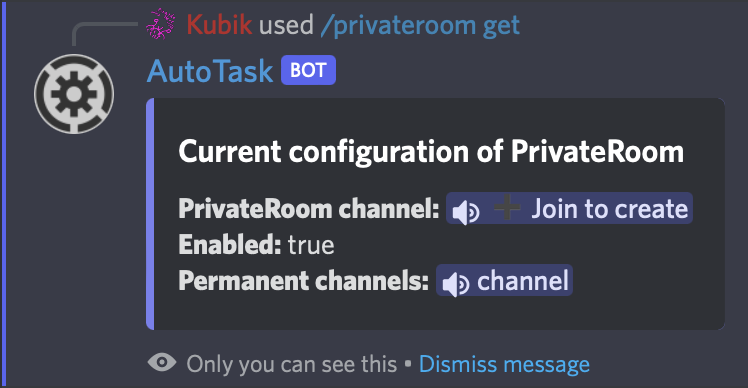 Kubik used /privateroom get
AutoTask BOT
Current configuration of PrivateRoom
PrivateRoom channel: ➕ Join to create
Enabled: true
Permanent channels: channel
Only you can see this • Dismiss message